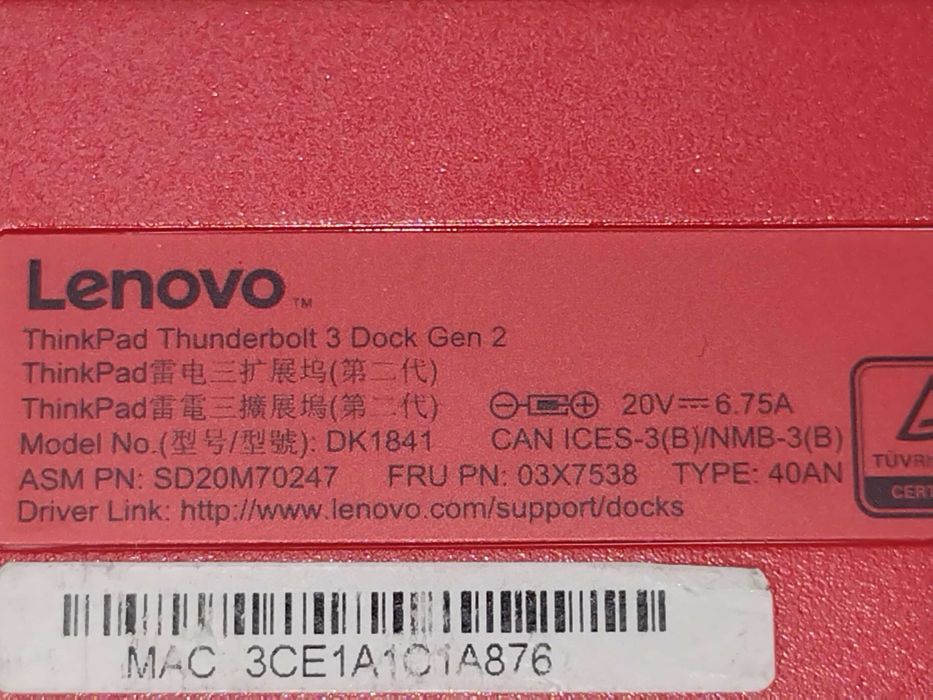 Lenovo™
ThinkPad Thunderbolt 3 Dock Gen 2
ThinkPad雷电三扩展坞(第二代)
ThinkPad雷電三擴展塢(第二代)
20V⎓6.75A
Model No.(型号/型號): DK1841 CAN ICES-3(B)/NMB-3(B)
ASM PN: SD20M70247 FRU PN: 03X7538 TYPE: 40AN
Driver Link: http://www.lenovo.com/support/docks
MAC 3CE1A1C1A876